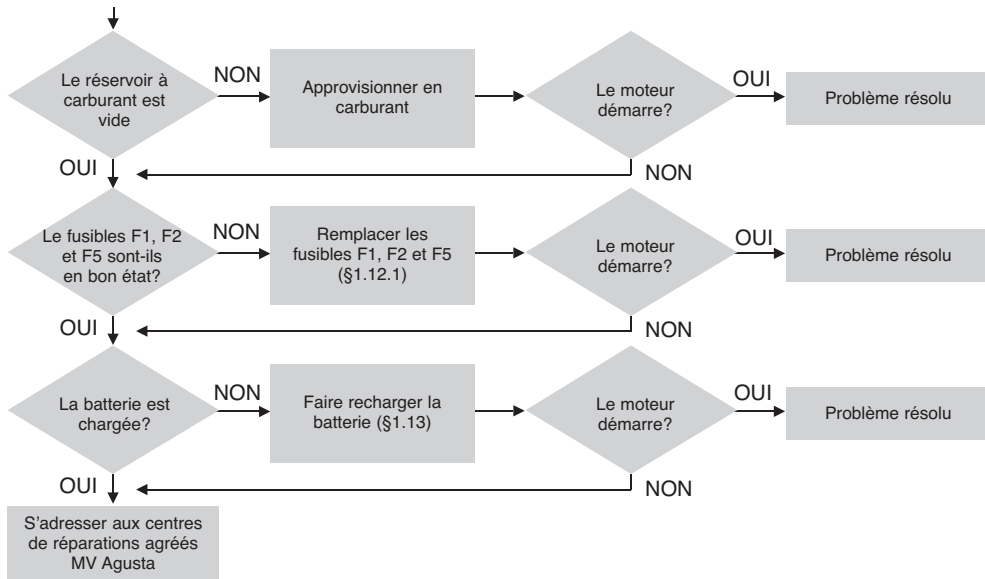 Le réservoir à
carburant est
vide
NON
Approvisionner en
carburant
Le moteur
démarre?
OUI
Problème résolu
OUI
NON
Le fusibles F1, F2
et F5 sont-ils
en bon état?
NON
Remplacer les
fusibles F1, F2 et F5
(§1.12.1)
Le moteur
démarre?
OUI
Problème résolu
OUI
NON
La batterie est
chargée?
NON
Faire recharger la
batterie (§1.13)
Le moteur
démarre?
OUI
Problème résolu
OUI
NON
S'adresser aux centres
de réparations agréés
MV Agusta